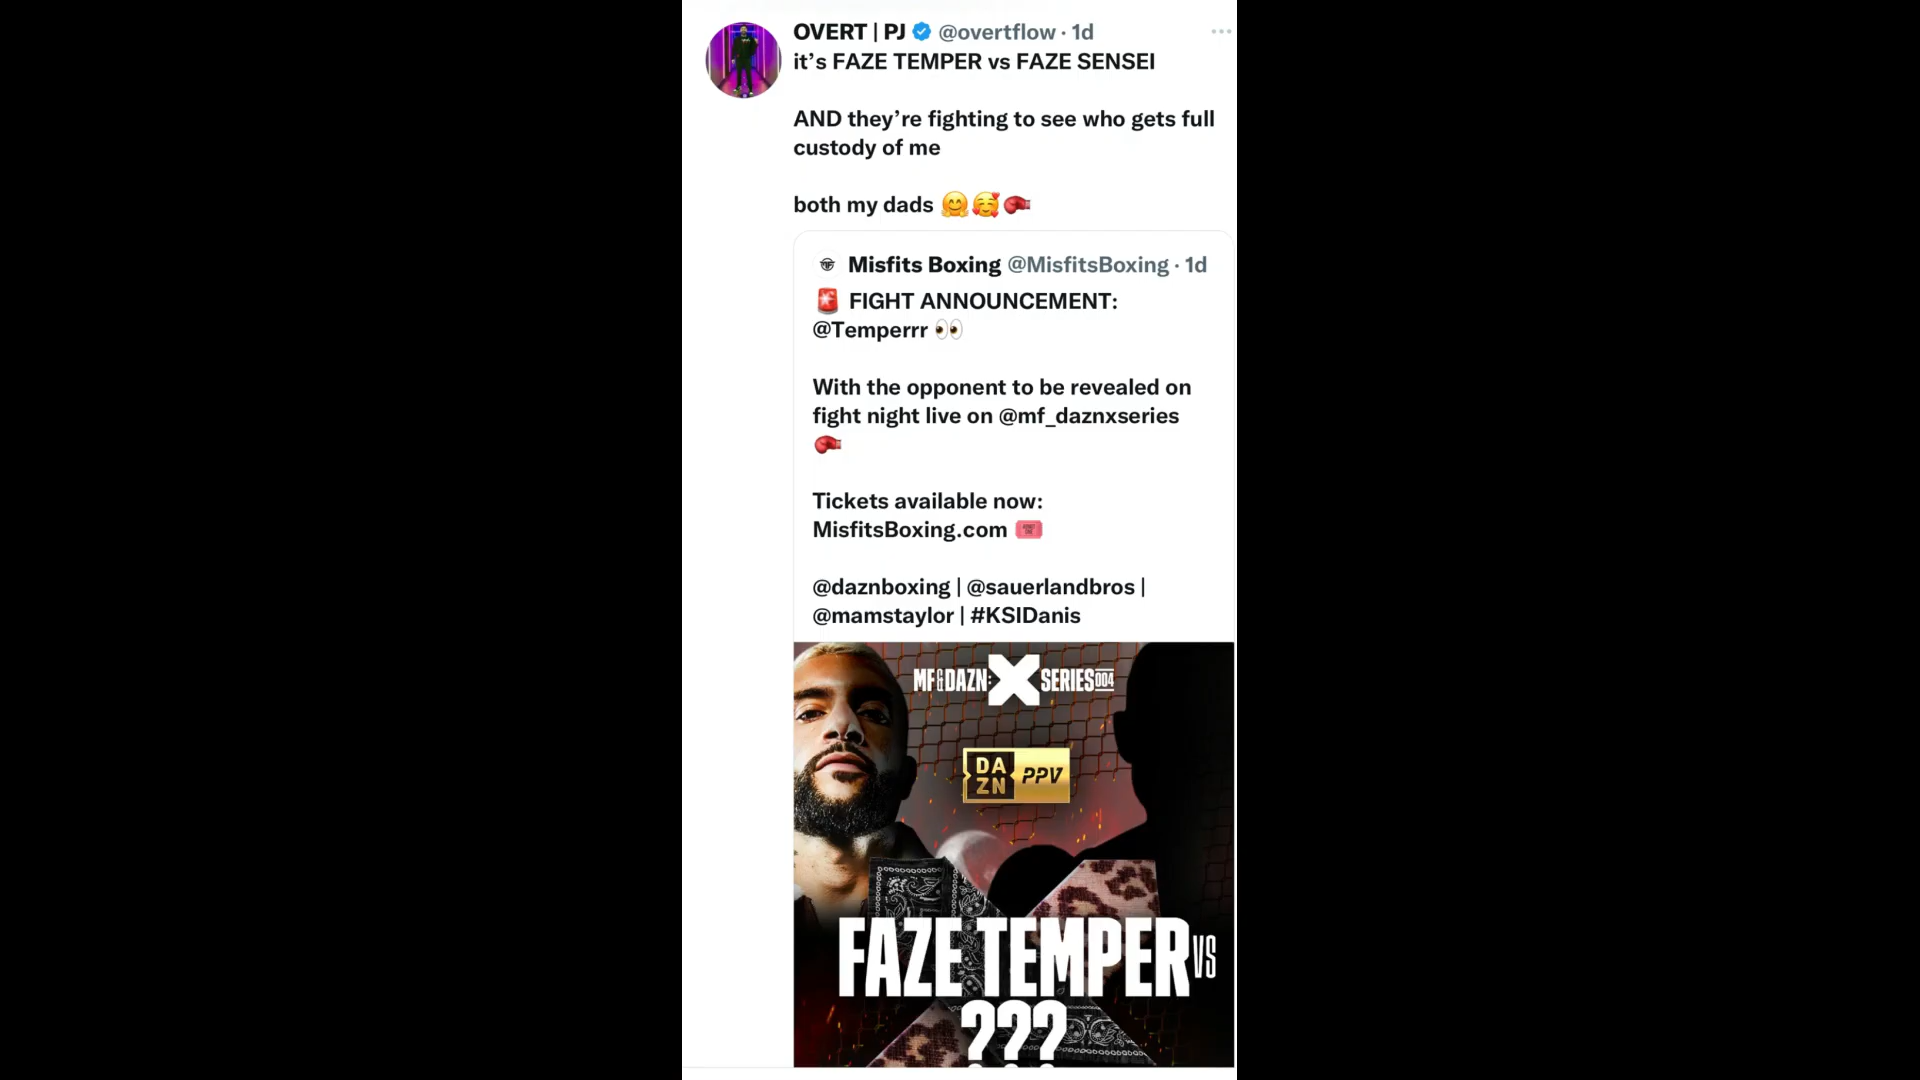 OVERT | PJ @overtflow · 1d
it’s FAZE TEMPER vs FAZE SENSEI
AND they’re fighting to see who gets full
custody of me
both my dads 🤗🥰🥊
Misfits Boxing @MisfitsBoxing · 1d
🚨 FIGHT ANNOUNCEMENT:
@Temperrr 👀
With the opponent to be revealed on
fight night live on @mf_daznxseries
🥊
Tickets available now:
MisfitsBoxing.com 🎟️
@daznboxing | @sauerlandbros |
@mamstaylor | #KSIDanis
MF & DAZN: X SERIES 004
DAZN PPV
FAZE TEMPER VS
???